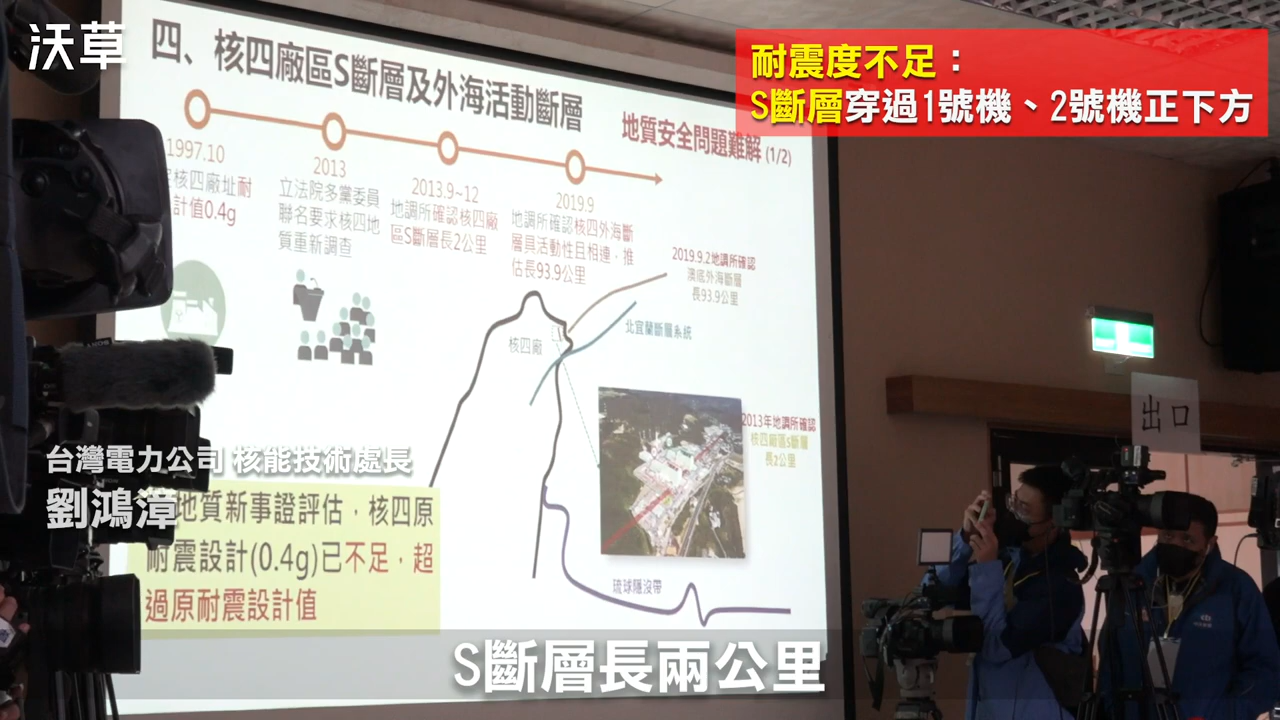 沃草
耐震度不足：
S斷層穿過1號機、2號機正下方
四、核四廠區S斷層及外海活動斷層
地質安全問題難解 (1/2)
1997.10
核四廠址耐
計值0.4g
2013
立法院多黨委員
聯名要求核四地
質重新調查
2013.9~12
地調所確認核四廠
區S斷層長2公里
2019.9
地調所確認核四外海斷
層具活動性且相連，推
估長93.9公里
2019.9.2地調所確認
澳底外海斷層
長93.9公里
北宜蘭斷層系統
核四廠
2013年地調所確認
核四廠區S斷層
長2公里
琉球隱沒帶
出口
台灣電力公司 核能技術處長
劉鴻漳
地質新事證評估，核四原
耐震設計(0.4g)已不足，超
過原耐震設計值
S斷層長兩公里